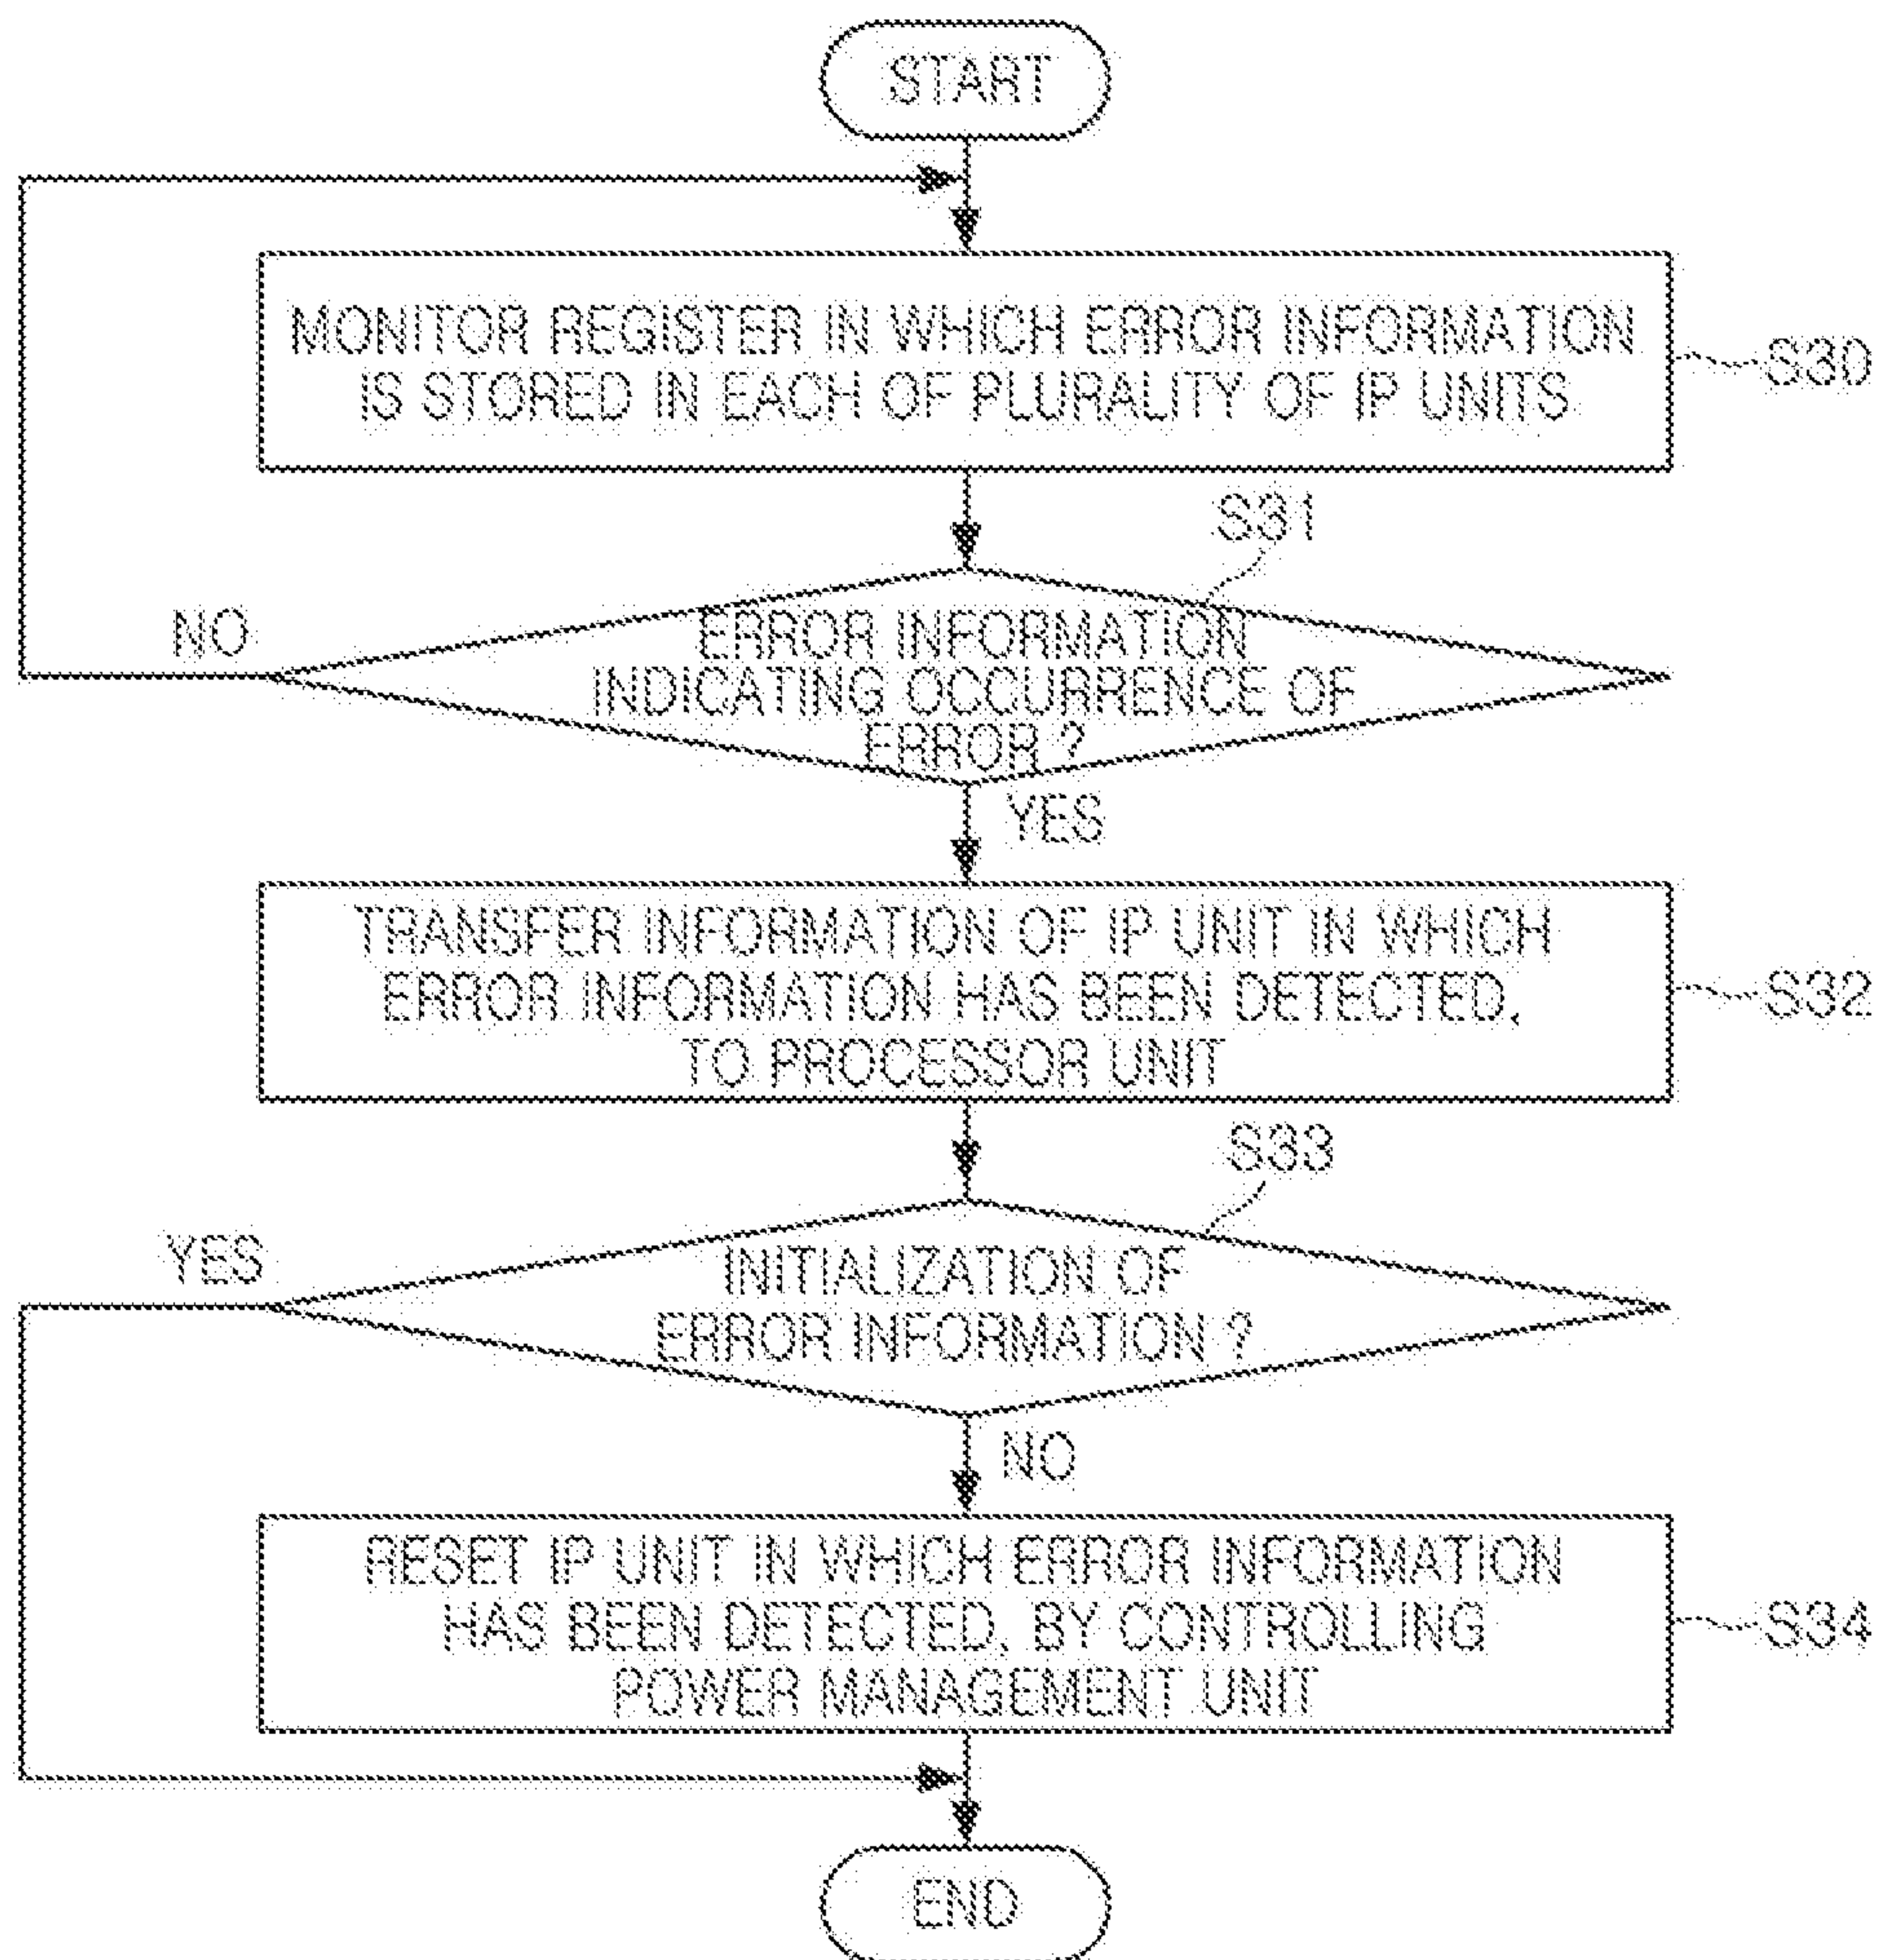 START
MONITOR REGISTER IN WHICH ERROR INFORMATION
IS STORED IN EACH OF PLURALITY OF IP UNITS
S30
S31
NO
ERROR INFORMATION
INDICATING OCCURRENCE OF
ERROR ?
YES
TRANSFER INFORMATION OF IP UNIT IN WHICH
ERROR INFORMATION HAS BEEN DETECTED,
TO PROCESSOR UNIT
S32
S33
YES
INITIALIZATION OF
ERROR INFORMATION ?
NO
RESET IP UNIT IN WHICH ERROR INFORMATION
HAS BEEN DETECTED, BY CONTROLLING
POWER MANAGEMENT UNIT
S34
END